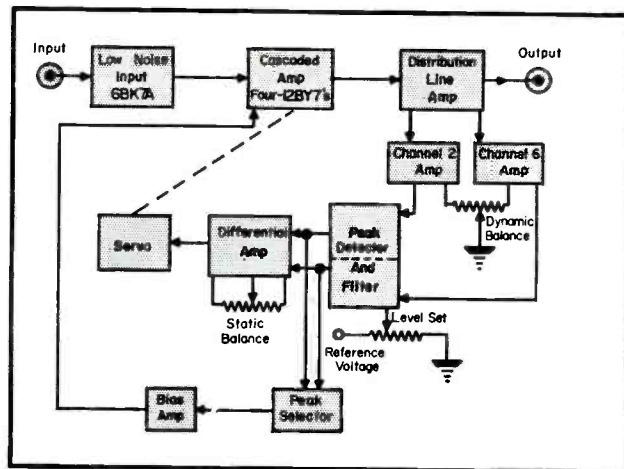 Input
Low Noise
Input
6BK7A
Cascaded
Amp
Four-12BY7's
Distribution
Line
Amp
Output
Channel 2
Amp
Channel 6
Amp
Dynamic
Balance
Servo
Differential
Amp
Peak
Detector
And
Filter
Static
Balance
Level Set
Reference
Voltage
Bias
Amp
Peak
Selector